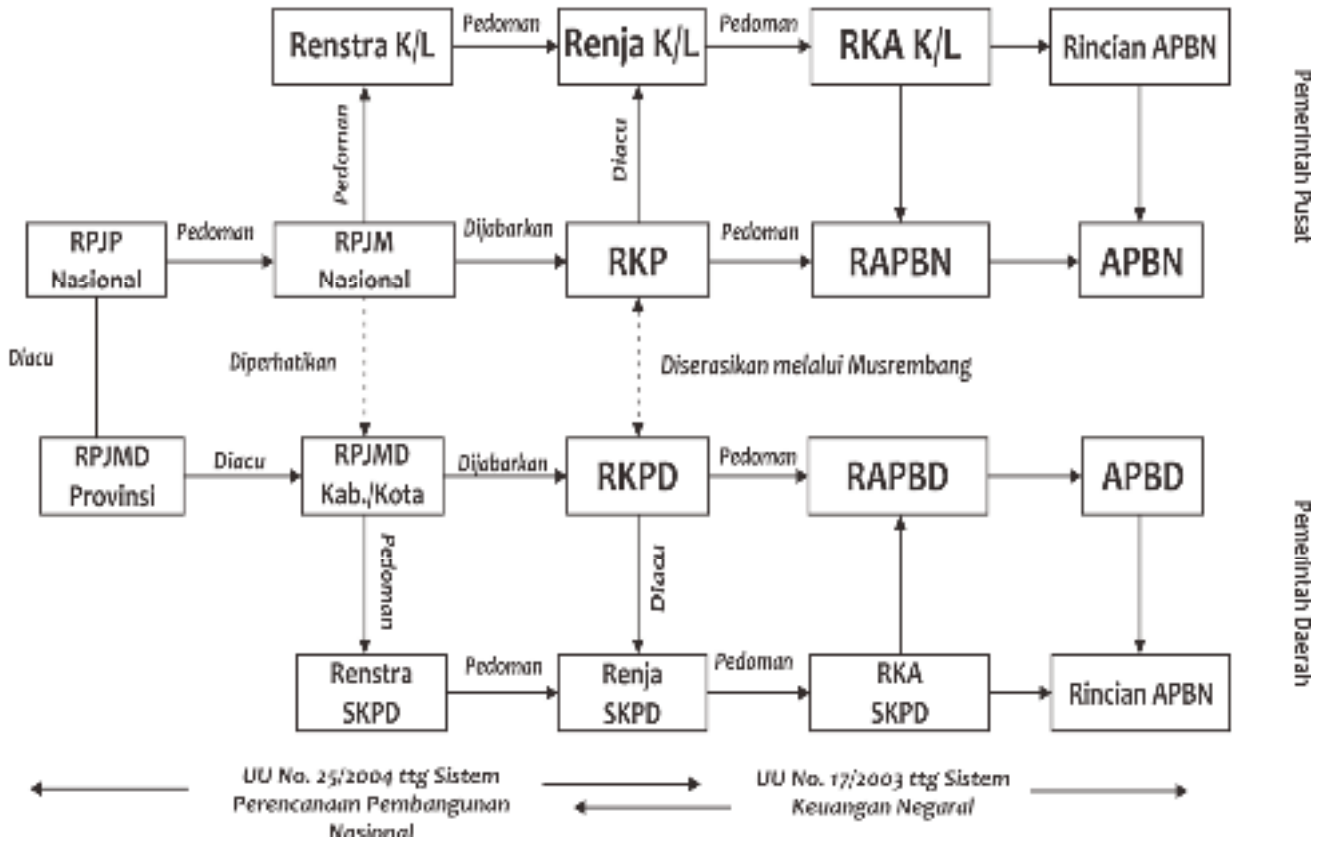 Pedoman
Pedoman
Renstra K/L
Renja K/L
RKA K/L
Rincian APBN
Pedoman
Diacu
Pemerintah Pusat
RPJP
Nasional
Pedoman
RPJM
Nasional
Dijabarkan
RKP
Pedoman
RAPBN
APBN
Diacu
Diperhatikan
Diserasikan melalui Musrembang
RPJMD
Provinsi
Diacu
RPJMD
Kab./Kota
Dijabarkan
RKPD
Pedoman
RAPBD
APBD
Pedoman
Diacu
Pemerintah Daerah
Renstra
SKPD
Pedoman
Renja
SKPD
Pedoman
RKA
SKPD
Rincian APBN
UU No. 25/2004 ttg Sistem
Perencanaan Pembangunan
Nasional
UU No. 17/2003 ttg Sistem
Keuangan Negaral